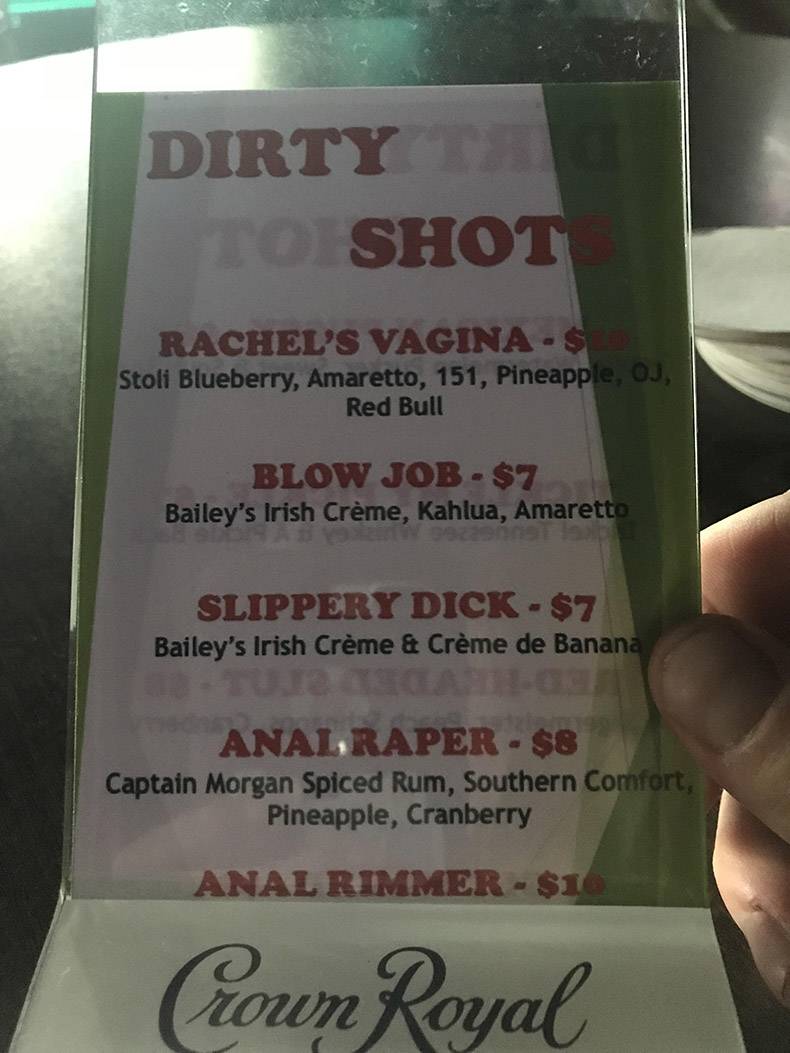 DIRTY
SHOTS
RACHEL'S VAGINA - $10
Stoli Blueberry, Amaretto, 151, Pineapple, OJ,
Red Bull
BLOW JOB - $7
Bailey's Irish Crème, Kahlua, Amaretto
SLIPPERY DICK - $7
Bailey's Irish Crème & Crème de Banana
ANAL RAPER - $8
Captain Morgan Spiced Rum, Southern Comfort,
Pineapple, Cranberry
ANAL RIMMER - $10
Crown Royal